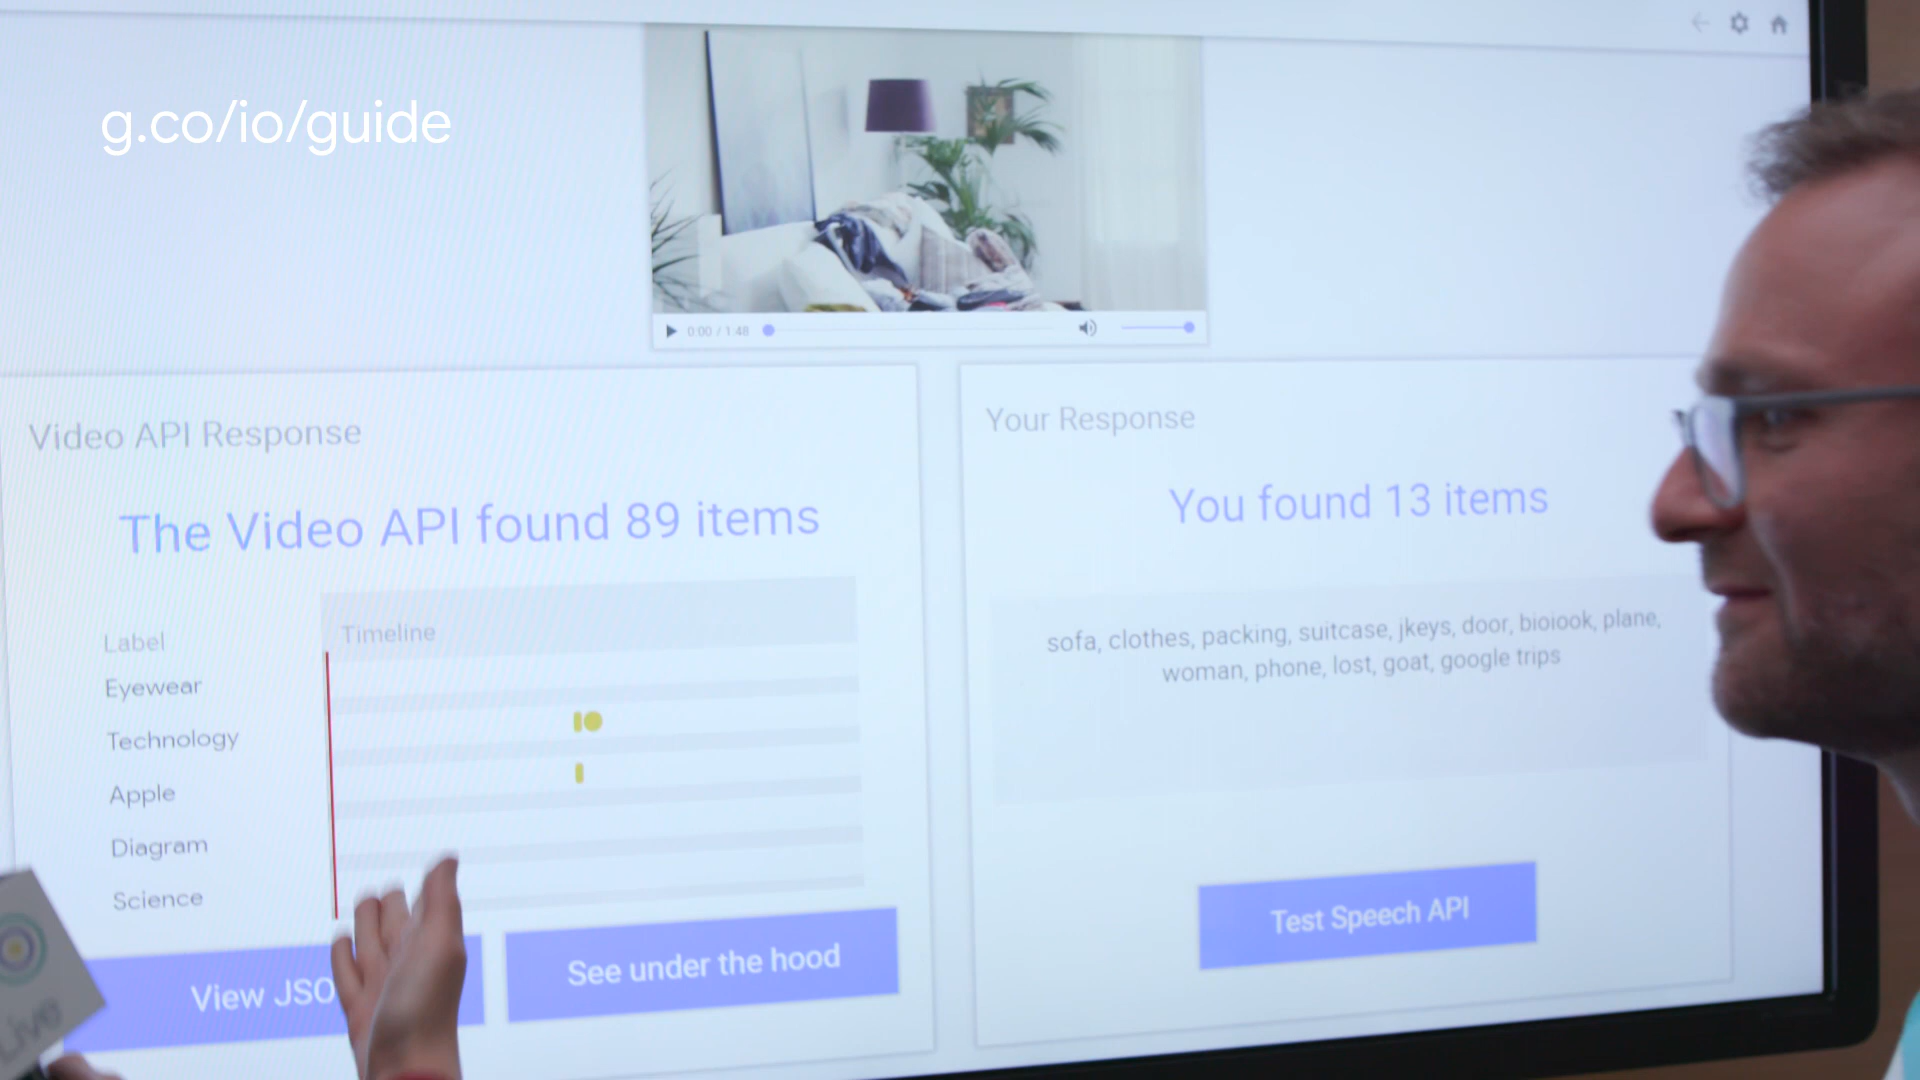 g.co/io/guide
0:00 / 1:48
Video API Response
The Video API found 89 items
Label
Timeline
Eyewear
Technology
Apple
Diagram
Science
View JSO
See under the hood
Your Response
You found 13 items
sofa, clothes, packing, suitcase, jkeys, door, bioiook, plane,
woman, phone, lost, goat, google trips
Test Speech API
Live